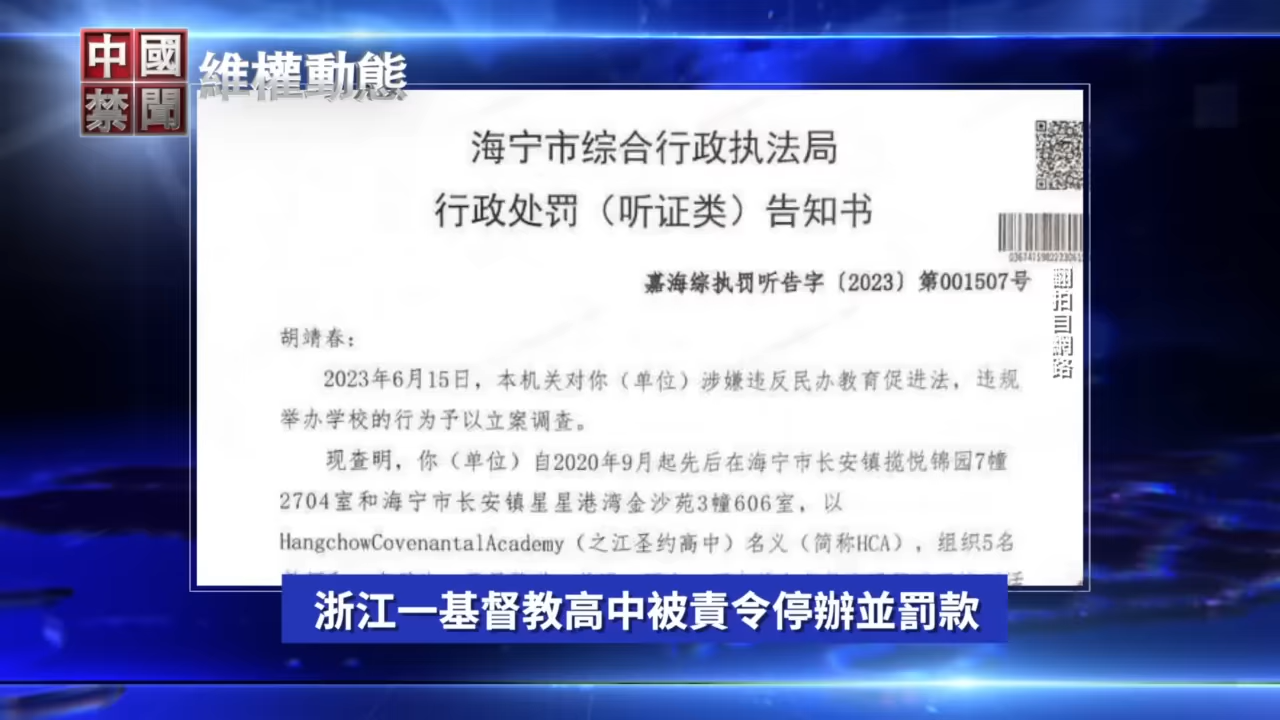 中國
禁聞
維權動態
海宁市综合行政执法局
行政处罚（听证类）告知书
嘉海综执罚听告字〔2023〕第001507号
翻拍自網路
胡靖春：
2023年6月15日，本机关对你（单位）涉嫌违反民办教育促进法，违规
举办学校的行为予以立案调查。
现查明，你（单位）自2020年9月起先后在海宁市长安镇揽悦锦园7幢
2704室和海宁市长安镇星星港湾金沙苑3幢606室，以
HangchowCovenantalAcademy（之江圣约高中）名义（简称HCA），组织5名
浙江一基督教高中被責令停辦並罰款